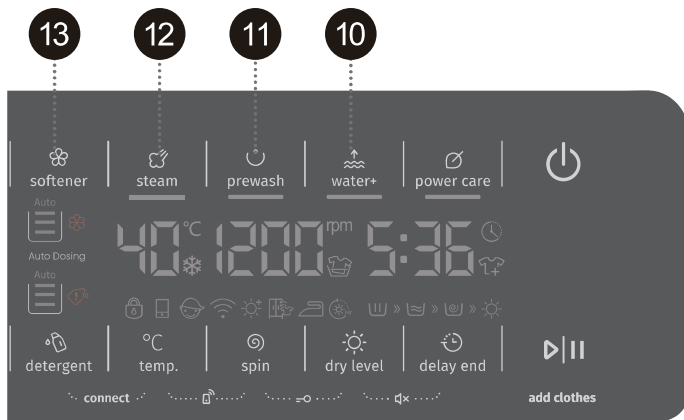 13 12 11 10
softener steam prewash water+ power care
Auto
40 °C 1200 rpm 5:36
Auto Dosing
Auto
detergent °C temp. spin dry level delay end
connect add clothes